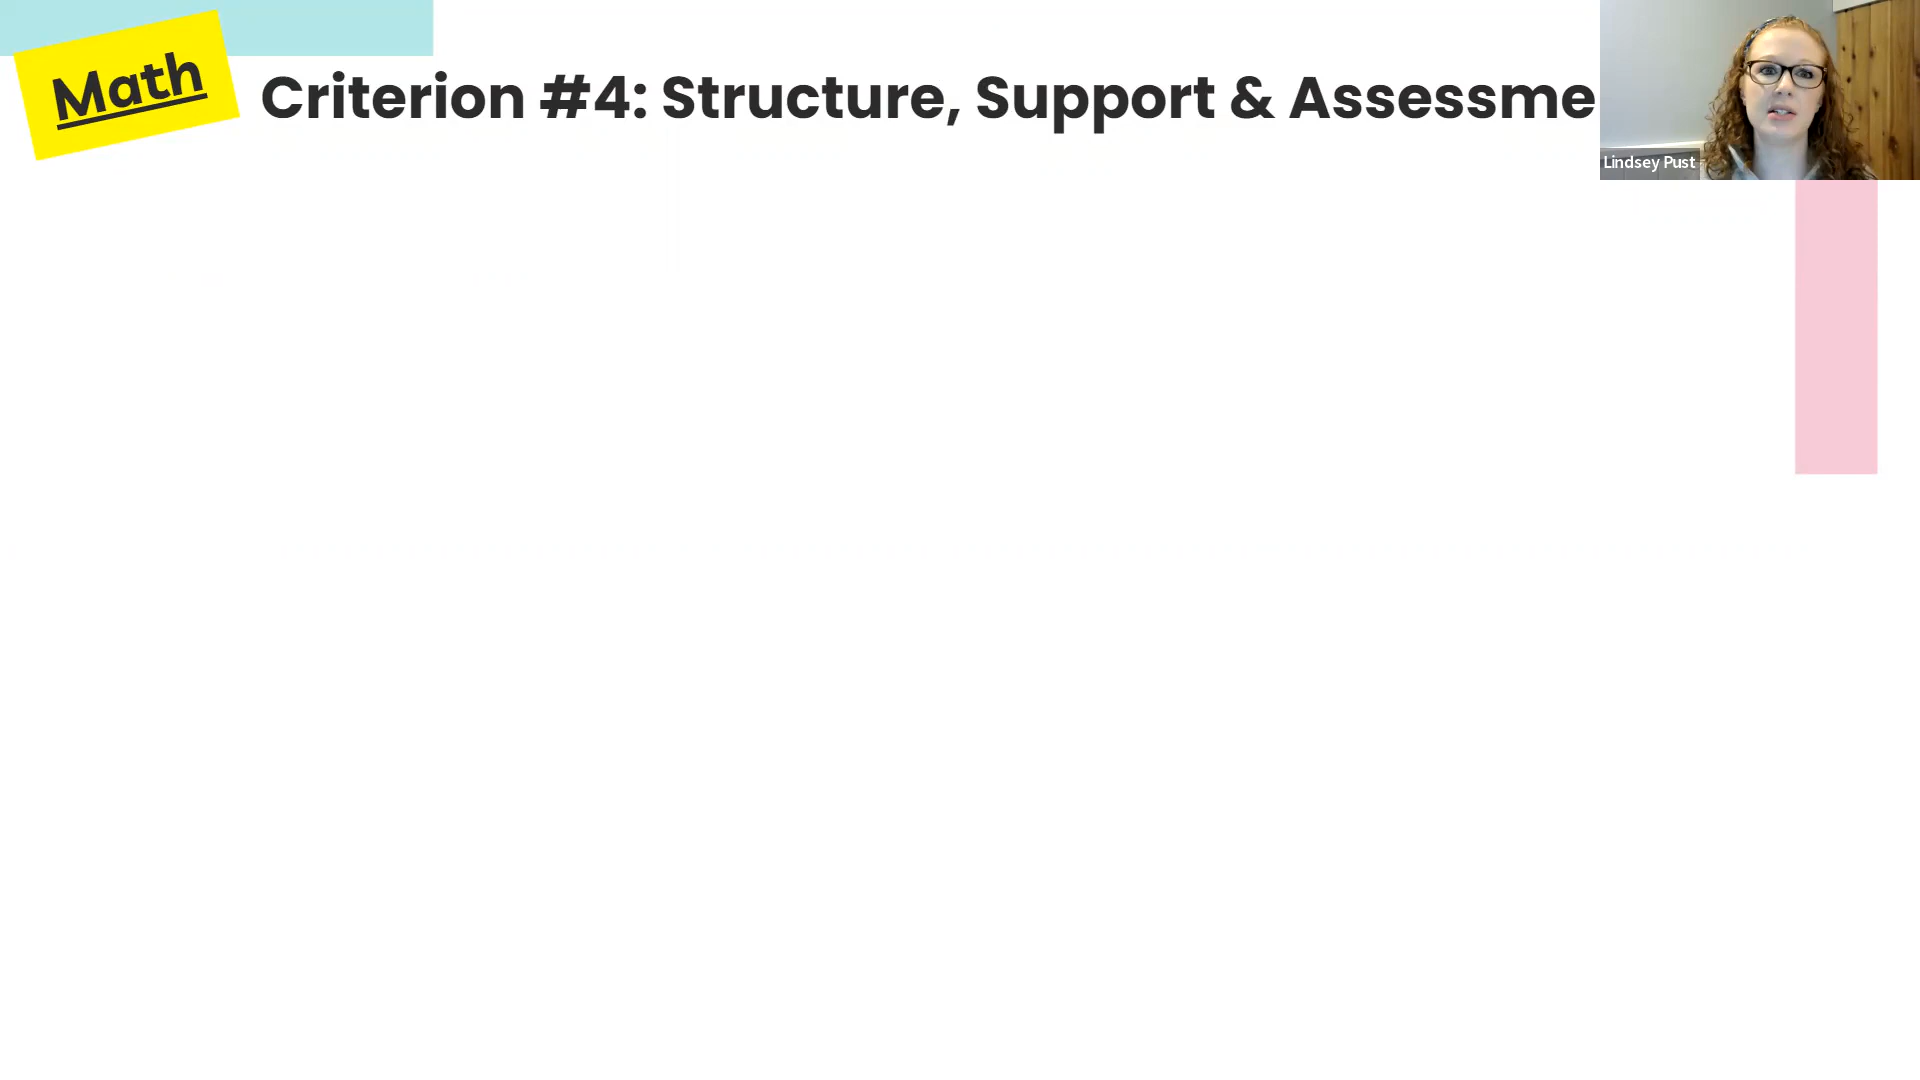 Math
Criterion #4: Structure, Support & Assessme
Lindsey Pust